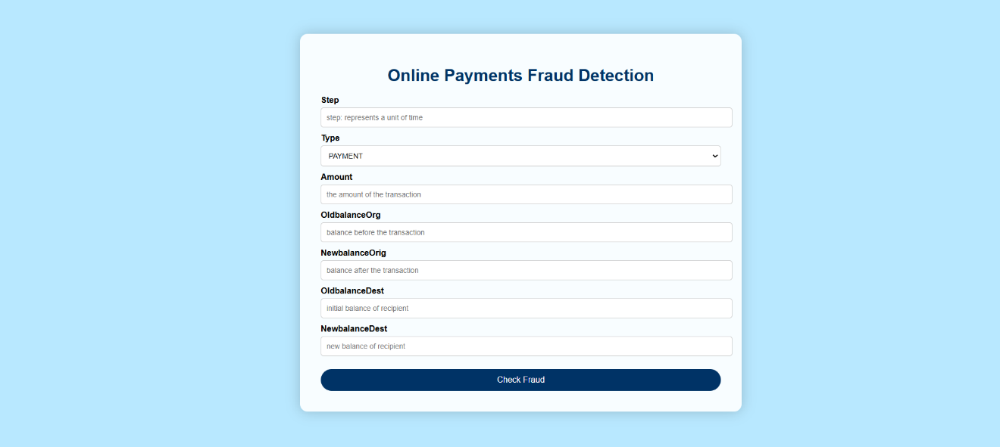 Online Payments Fraud Detection
Step
step: represents a unit of time
Type
PAYMENT
Amount
the amount of the transaction
OldbalanceOrg
balance before the transaction
NewbalanceOrig
balance after the transaction
OldbalanceDest
initial balance of recipient
NewbalanceDest
new balance of recipient
Check Fraud